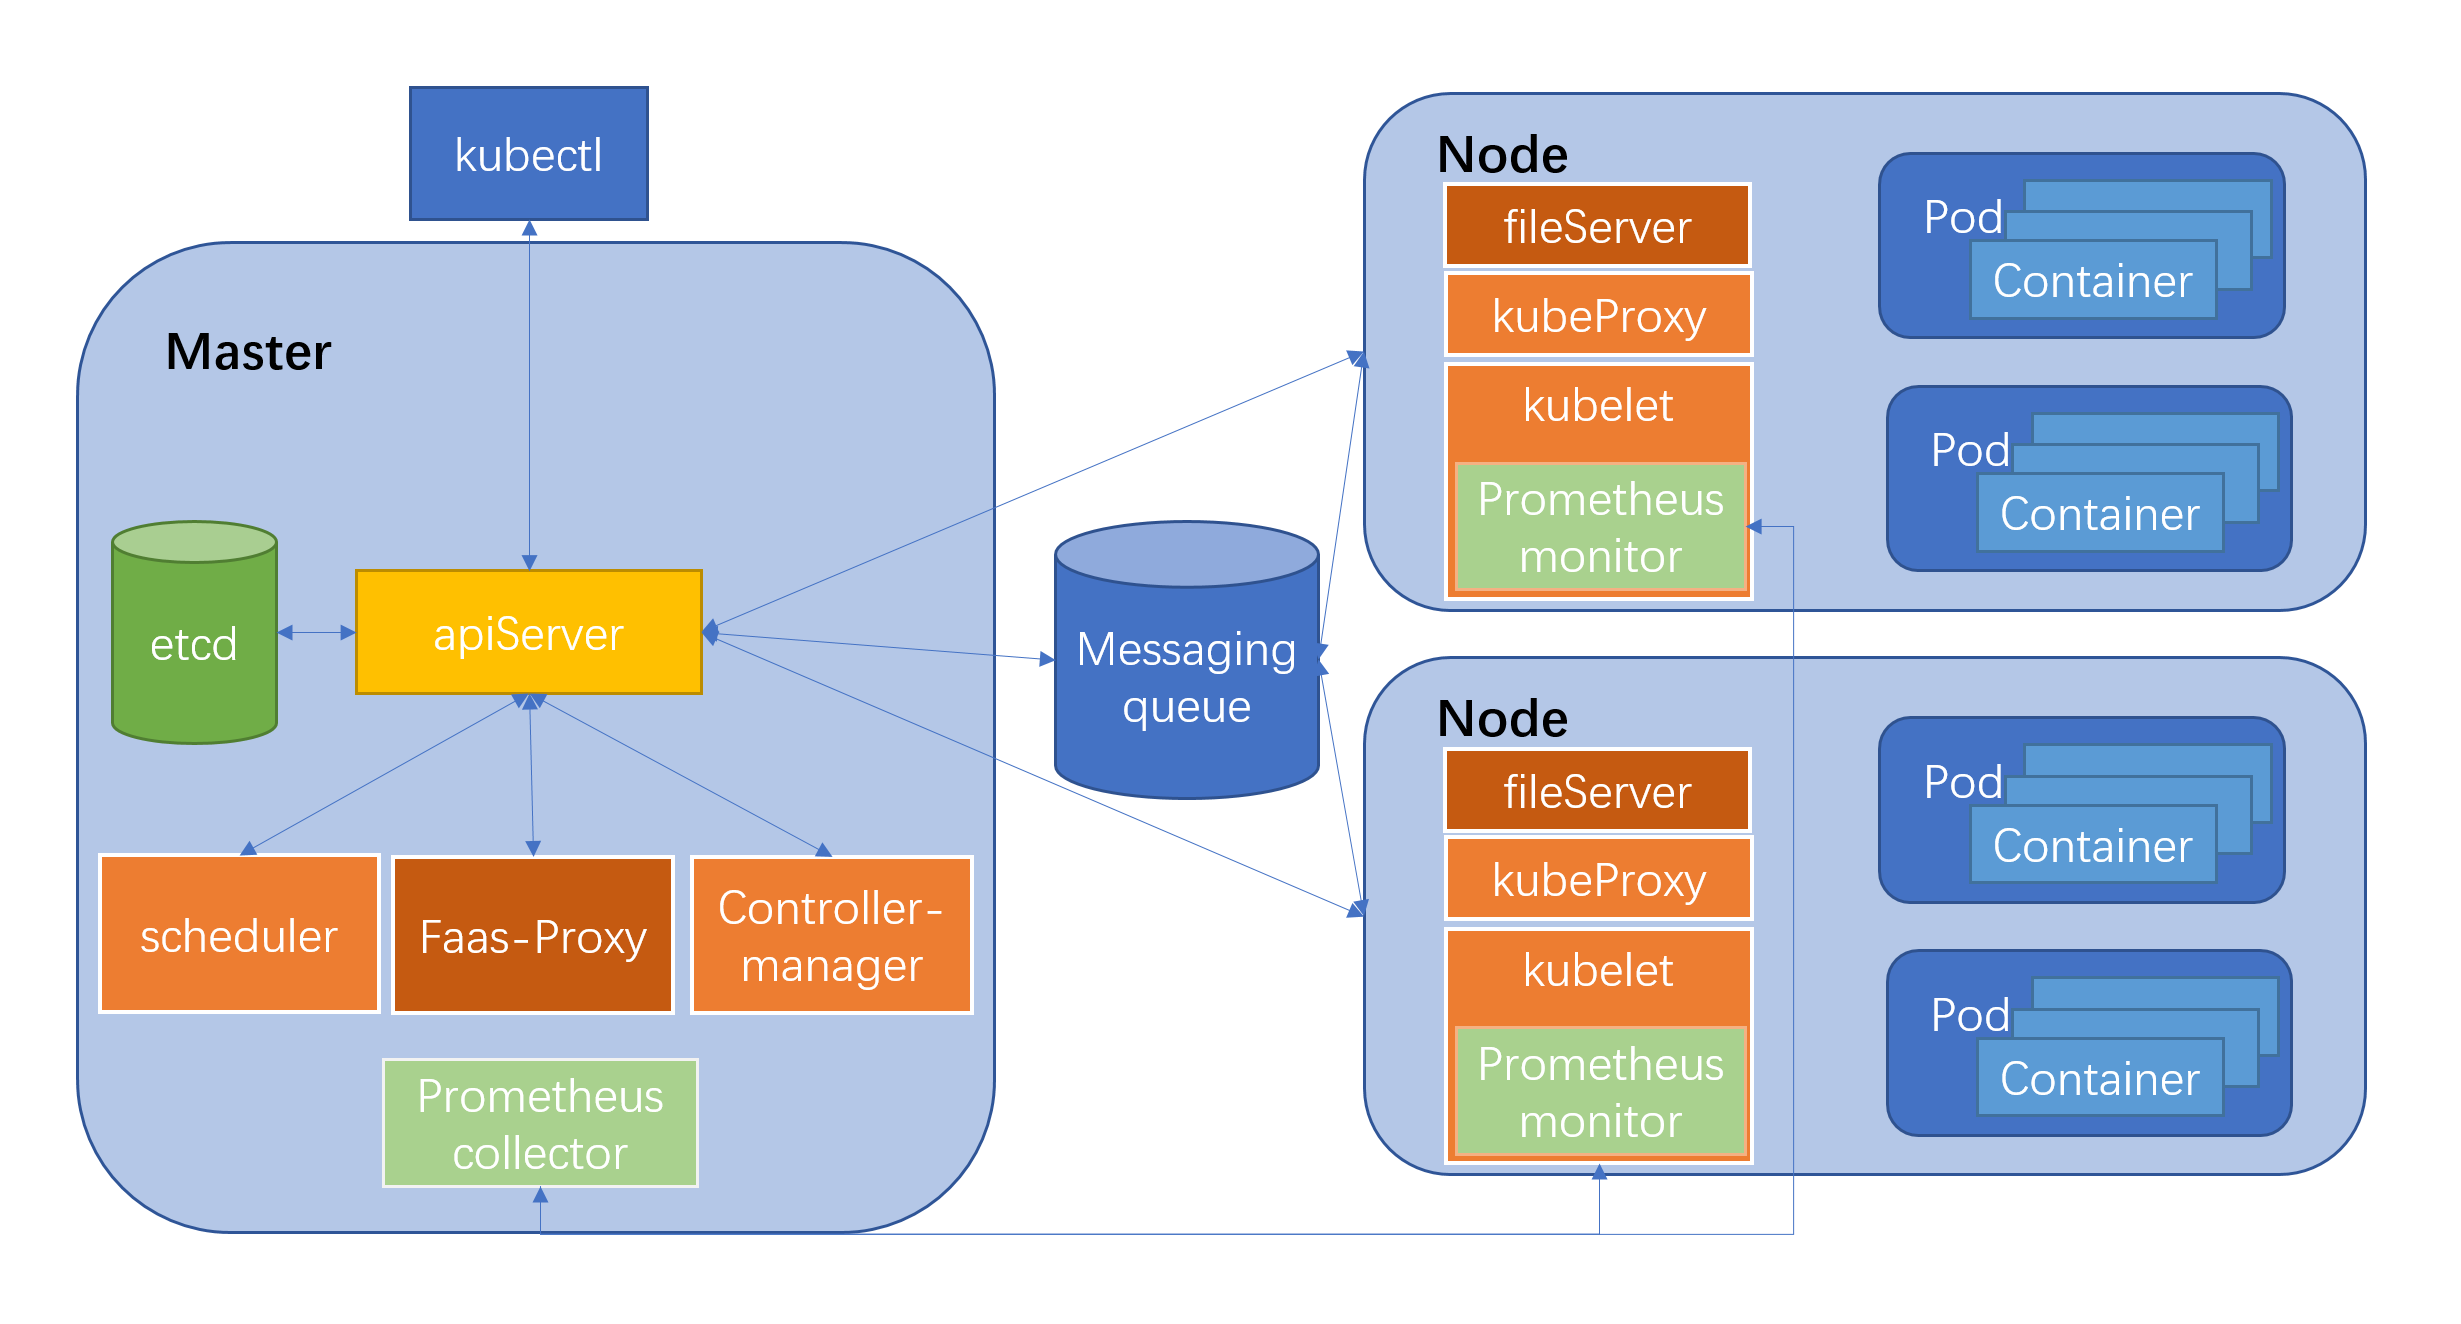 kubectl
Master
etcd
apiServer
scheduler
Faas-Proxy
Controller-
manager
Prometheus
collector
Messaging
queue
Node
fileServer
kubeProxy
kubelet
Prometheus
monitor
Pod
Container
Pod
Container
Node
fileServer
kubeProxy
kubelet
Prometheus
monitor
Pod
Container
Pod
Container